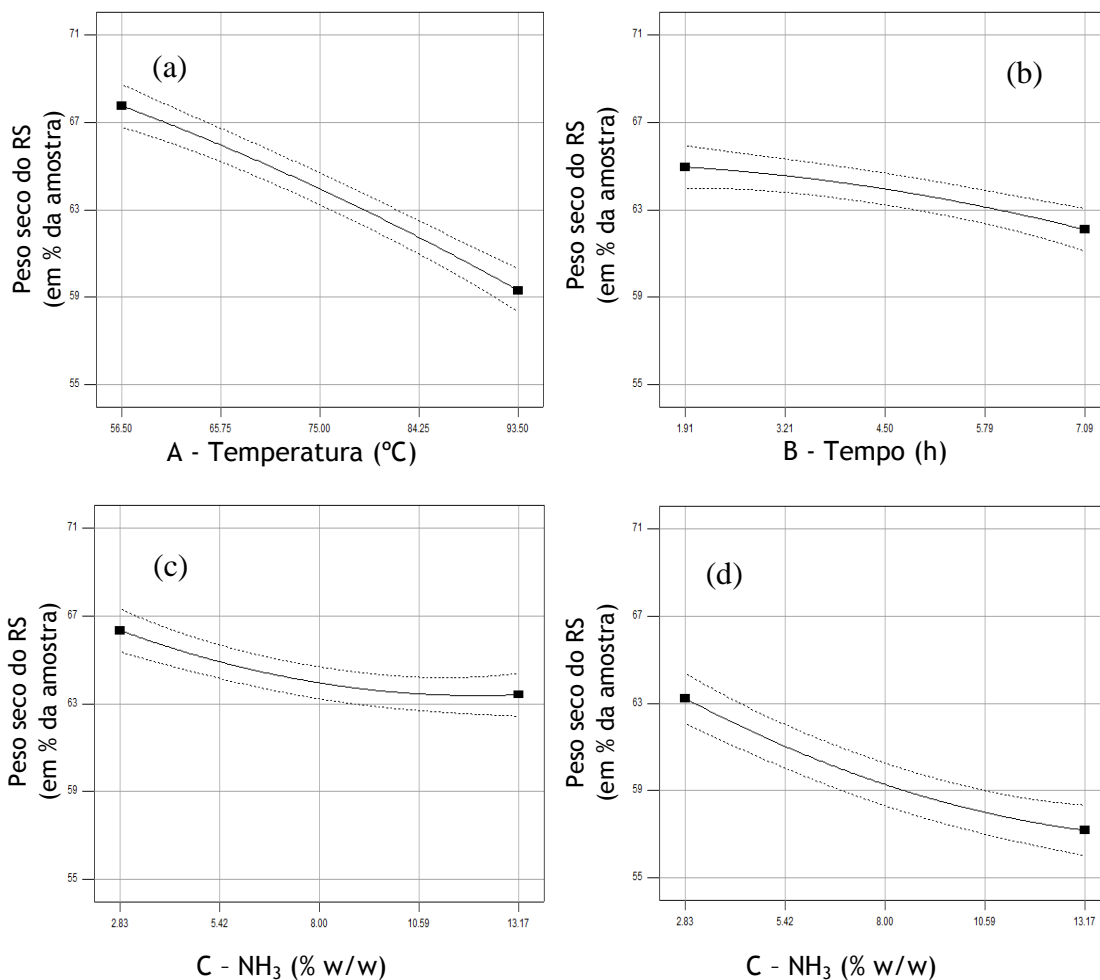 (a)
Peso seco do RS
(em % da amostra)
71
67
63
59
55
56.50 65.75 75.00 84.25 93.50
A - Temperatura (ºC)
(b)
Peso seco do RS
(em % da amostra)
71
67
63
59
55
1.91 3.21 4.50 5.79 7.09
B - Tempo (h)
(c)
Peso seco do RS
(em % da amostra)
71
67
63
59
55
2.83 5.42 8.00 10.59 13.17
C - NH₃ (% w/w)
(d)
Peso seco do RS
(em % da amostra)
71
67
63
59
55
2.83 5.42 8.00 10.59 13.17
C - NH₃ (% w/w)